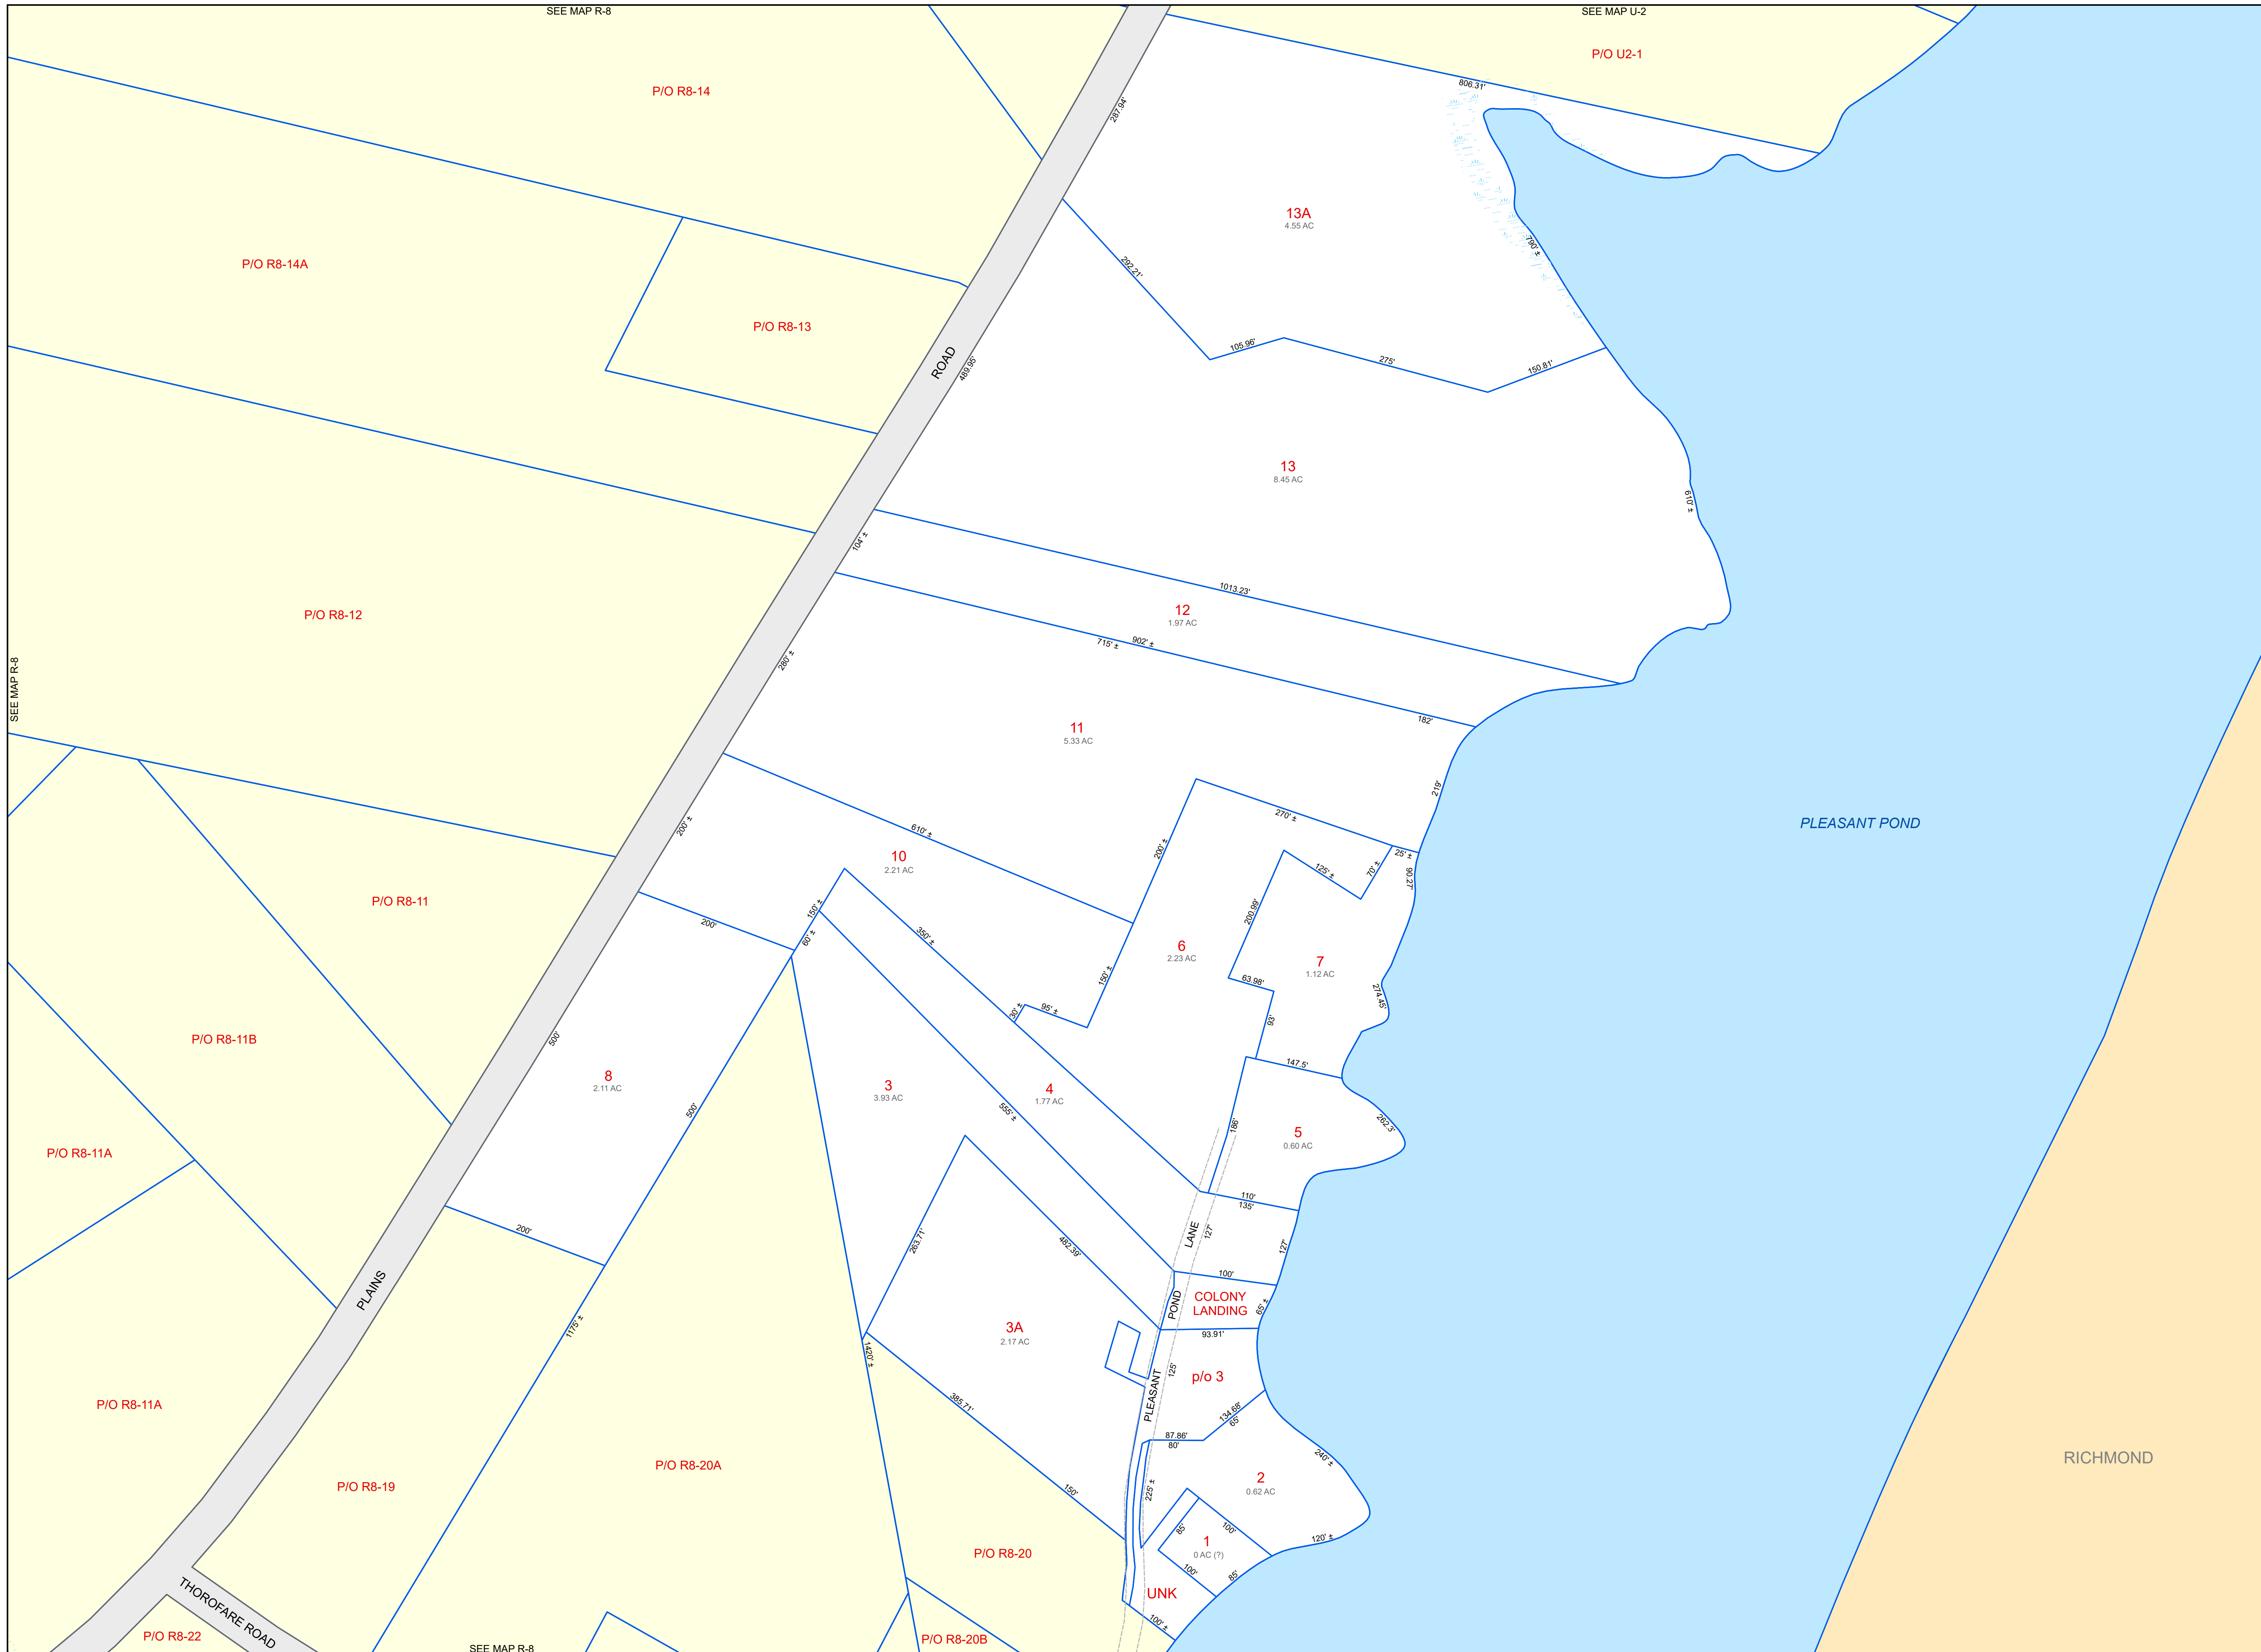 SEE MAP R-8
SEE MAP U-2
P/O U2-1
P/O R8-14
806.31'
287.94'
13A
4.55 AC
790' ±
P/O R8-14A
292.21'
P/O R8-13
ROAD
489.95'
105.96'
275'
150.81'
13
8.45 AC
610' ±
104' ±
1013.23'
P/O R8-12
12
1.97 AC
902' ±
715' ±
182'
280' ±
SEE MAP R-8
11
5.33 AC
219'
PLEASANT POND
270' ±
200' ±
610' ±
200' ±
25' ±
10
2.21 AC
125' ±
70' ±
90.27'
P/O R8-11
150' ±
200'
60' ±
350' ±
200.99'
6
2.23 AC
7
1.12 AC
150' ±
63.98'
274.45'
95' ±
30' ±
93'
P/O R8-11B
500'
147.5'
8
2.11 AC
3
3.93 AC
4
1.77 AC
500'
555' ±
186'
262.3'
5
0.60 AC
P/O R8-11A
110'
135'
200'
263.71'
482.39'
LANE
127'
127'
100'
PLAINS
COLONY
LANDING
POND
65' ±
1175' ±
3A
2.17 AC
93.91'
1420' ±
125'
p/o 3
PLEASANT
P/O R8-11A
385.71'
134.68'
65'
87.86'
80'
240' ±
RICHMOND
P/O R8-20A
P/O R8-19
150'
225' ±
2
0.62 AC
85'
100'
120' ±
1
0 AC (?)
P/O R8-20
100'
85'
UNK
THOROFARE ROAD
100' ±
P/O R8-22
P/O R8-20B
SEE MAP R-8